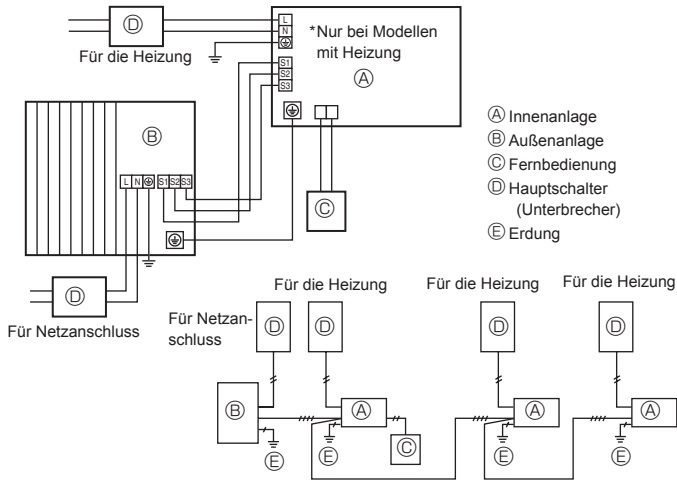 Ⓓ
Für die Heizung
L
N
*Nur bei Modellen
mit Heizung
Ⓐ
S1
S2
S3
Ⓑ
L N S1 S2 S3
Ⓒ
Ⓐ Innenanlage
Ⓑ Außenanlage
Ⓒ Fernbedienung
Ⓓ Hauptschalter
(Unterbrecher)
Ⓔ Erdung
Ⓓ
Für Netzanschluss
Für Netzan-
schluss
Für die Heizung
Für die Heizung
Für die Heizung
Ⓓ Ⓓ Ⓓ Ⓓ
Ⓑ Ⓐ Ⓐ Ⓐ
Ⓒ
Ⓔ Ⓔ Ⓔ Ⓔ